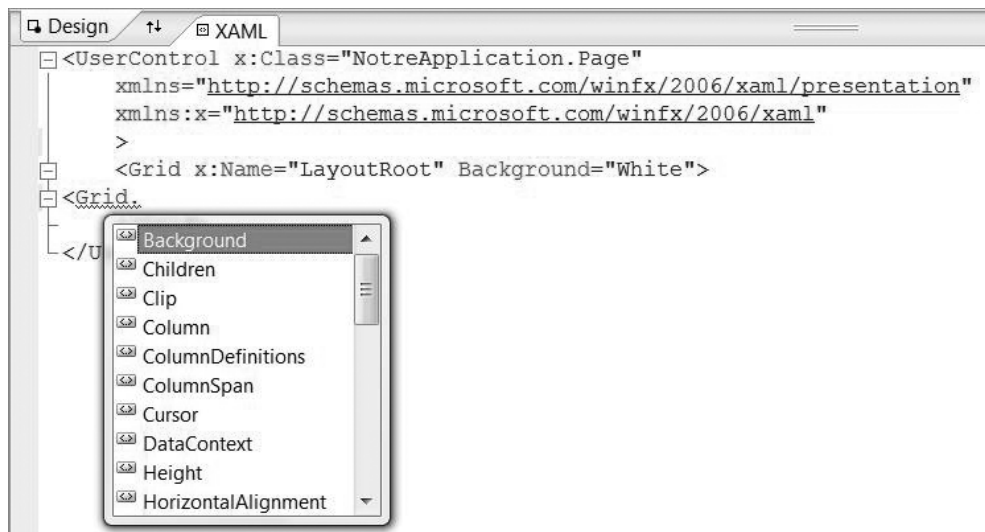 Design XAML
<UserControl x:Class="NotreApplication.Page"
xmlns="http://schemas.microsoft.com/winfx/2006/xaml/presentation"
xmlns:x="http://schemas.microsoft.com/winfx/2006/xaml"
>
<Grid x:Name="LayoutRoot" Background="White">
<Grid.
</U
Background
Children
Clip
Column
ColumnDefinitions
ColumnSpan
Cursor
DataContext
Height
HorizontalAlignment